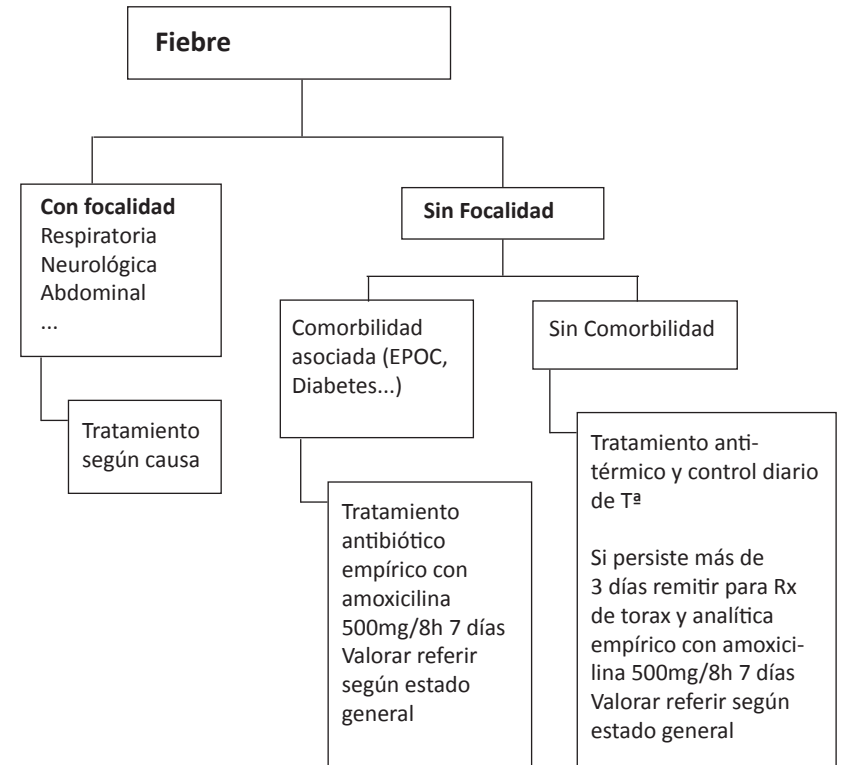 Fiebre
Con focalidad
Respiratoria
Neurológica
Abdominal
...
Tratamiento
según causa
Sin Focalidad
Comorbilidad
asociada (EPOC,
Diabetes...)
Tratamiento
antibiótico
empírico con
amoxicilina
500mg/8h 7 días
Valorar referir
según estado
general
Sin Comorbilidad
Tratamiento anti-
térmico y control diario
de Tª
Si persiste más de
3 días remitir para Rx
de torax y analítica
empírico con amoxici-
lina 500mg/8h 7 días
Valorar referir según
estado general